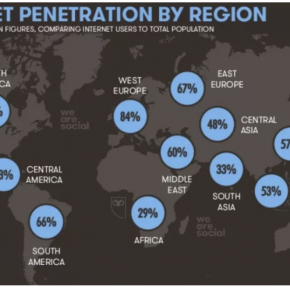 ET PENETRATION BY REGION
N FIGURES, COMPARING INTERNET USERS TO TOTAL POPULATION
TH
ICA
%
WEST
EUROPE
84%
EAST
EUROPE
67%
we
are.
social
48%
CENTRAL
ASIA
57
60%
MIDDLE
EAST
33%
SOUTH
ASIA
53%
3%
CENTRAL
AMERICA
66%
SOUTH
AMERICA
29%
AFRICA
we
are.
social